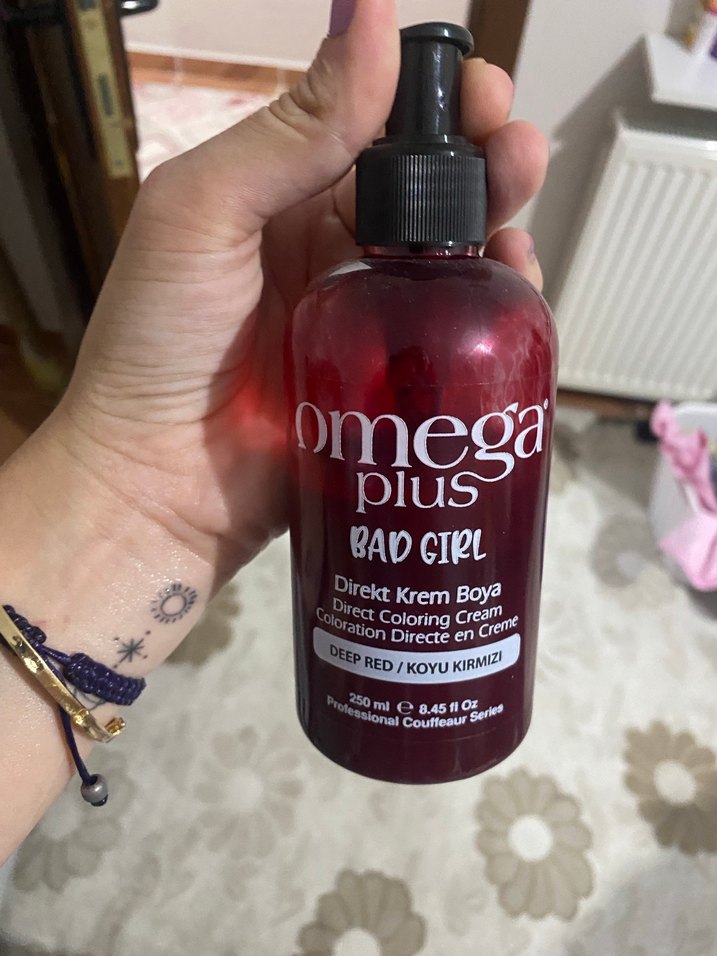 omega
plus
BAD GIRL
Direkt Krem Boya
Direct Coloring Cream
Coloration Directe en Creme
DEEP RED / KOYU KIRMIZI
250 ml ℮ 8.45 fl Oz
Professional Couffeaur Series